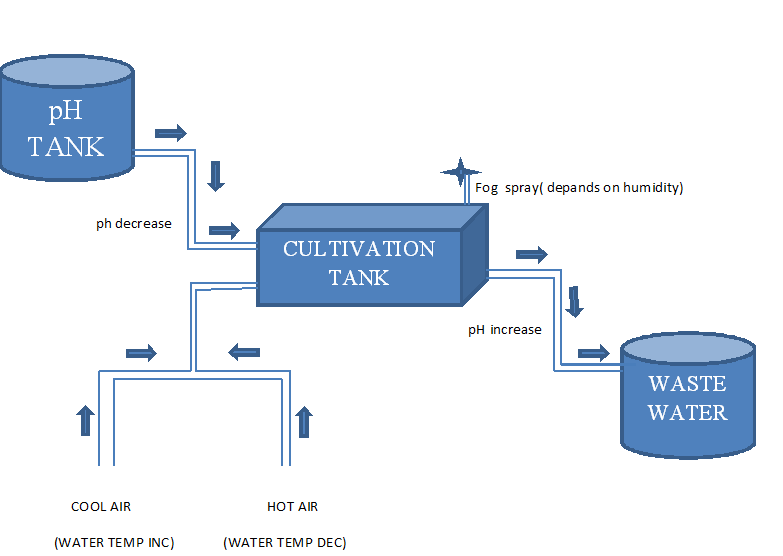 pH
TANK
Fog spray( depands on humidity)
ph decrease
CULTIVATION
TANK
pH increase
WASTE
WATER
COOL AIR
HOT AIR
(WATER TEMP INC)
(WATER TEMP DEC)